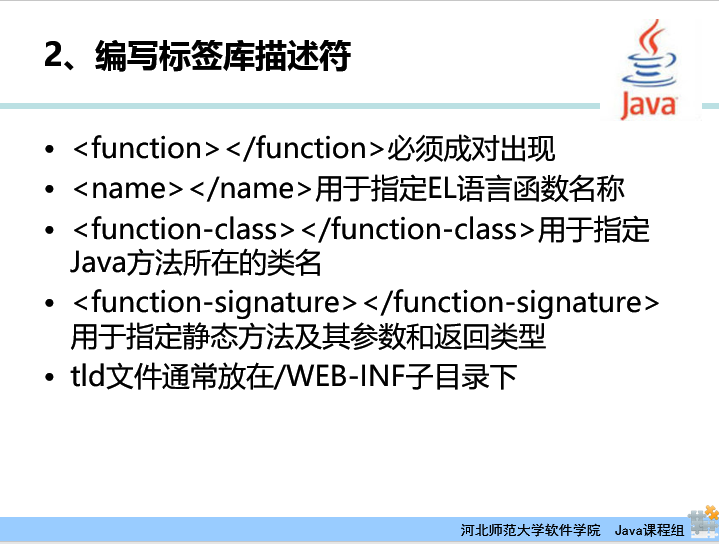 2、编写标签库描述符
Java
• <function></function>必须成对出现
• <name></name>用于指定EL语言函数名称
• <function-class></function-class>用于指定
Java方法所在的类名
• <function-signature></function-signature>
用于指定静态方法及其参数和返回类型
• tld文件通常放在/WEB-INF子目录下
河北师范大学软件学院 Java课程组